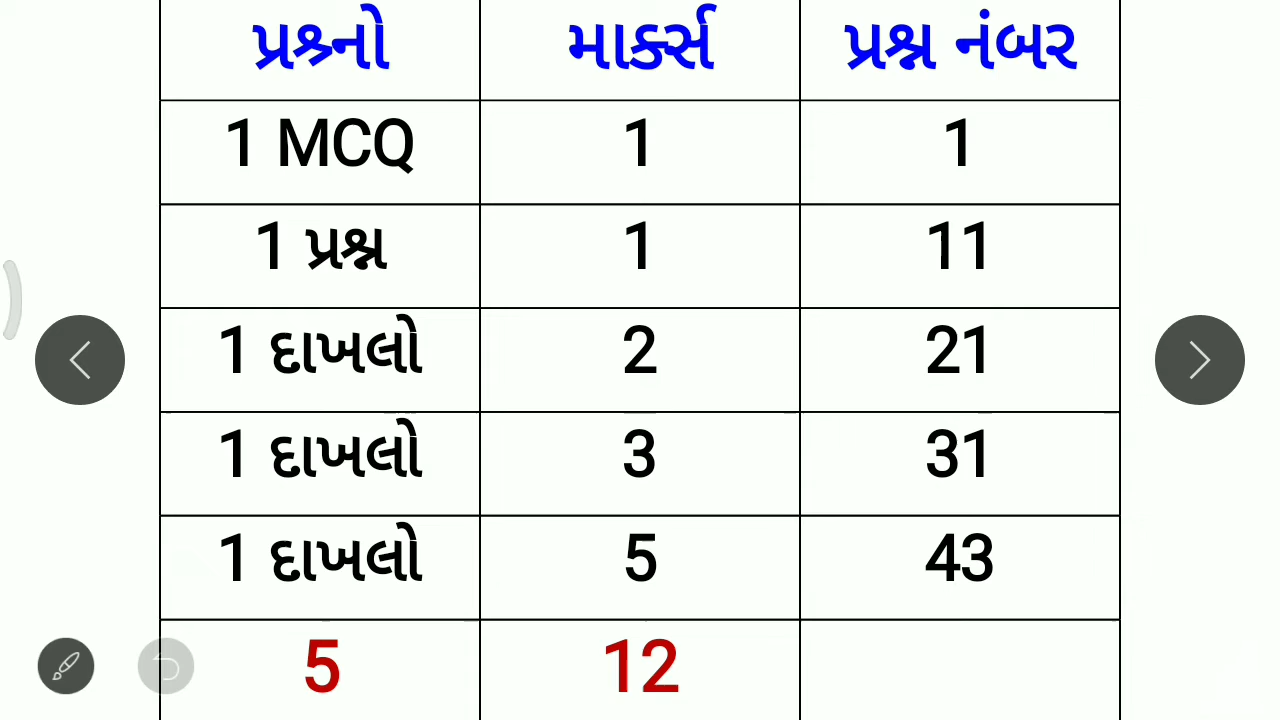 પ્રશ્નો માર્ક્સ પ્રશ્ન નંબર
1 MCQ 1 1
1 પ્રશ્ન 1 11
1 દાખલો 2 21
1 દાખલો 3 31
1 દાખલો 5 43
5 12